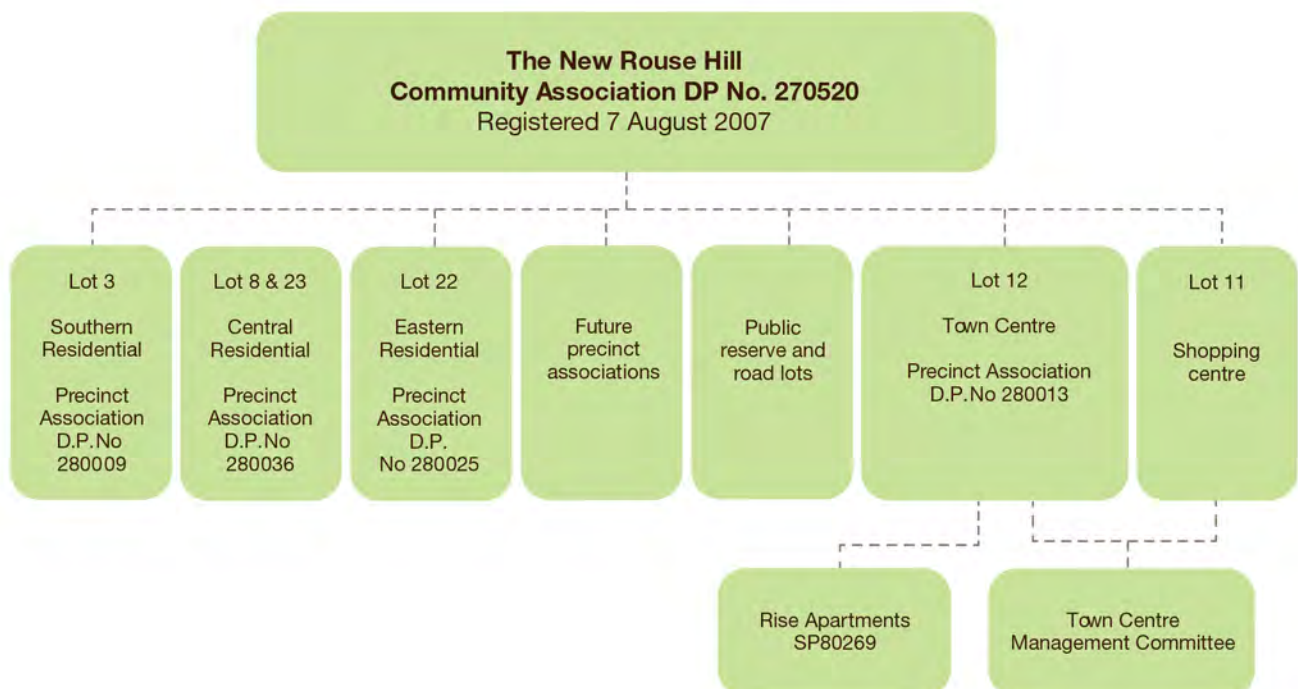 The New Rouse Hill
Community Association DP No. 270520
Registered 7 August 2007
Lot 3
Southern
Residential
Precinct
Association
D.P.No
280009
Lot 8 & 23
Central
Residential
Precinct
Association
D.P.No
280036
Lot 22
Eastern
Residential
Precinct
Association
D.P.
No 280025
Future
precinct
associations
Public
reserve and
road lots
Lot 12
Town Centre
Precinct Association
D.P.No 280013
Lot 11
Shopping
centre
Rise Apartments
SP80269
Town Centre
Management Committee